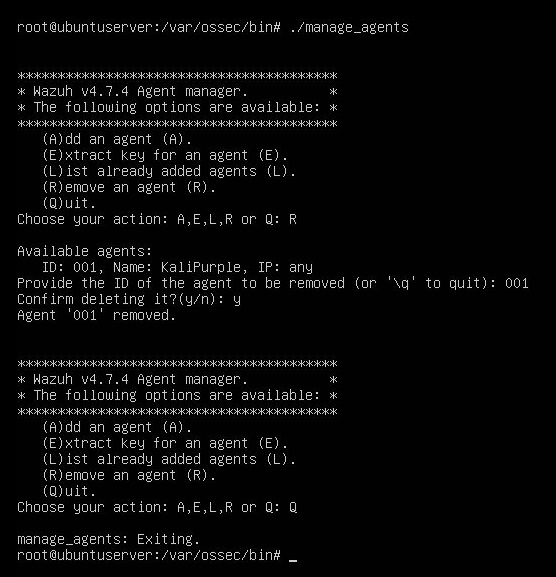 root@ubuntuserver:/var/ossec/bin# ./manage_agents
****************************************
* Wazuh v4.7.4 Agent manager.          *
* The following options are available: *
****************************************
   (A)dd an agent (A).
   (E)xtract key for an agent (E).
   (L)ist already added agents (L).
   (R)emove an agent (R).
   (Q)uit.
Choose your action: A,E,L,R or Q: R
Available agents:
   ID: 001, Name: KaliPurple, IP: any
Provide the ID of the agent to be removed (or '\q' to quit): 001
Confirm deleting it?(y/n): y
Agent '001' removed.
****************************************
* Wazuh v4.7.4 Agent manager.          *
* The following options are available: *
****************************************
   (A)dd an agent (A).
   (E)xtract key for an agent (E).
   (L)ist already added agents (L).
   (R)emove an agent (R).
   (Q)uit.
Choose your action: A,E,L,R or Q: Q
manage_agents: Exiting.
root@ubuntuserver:/var/ossec/bin# _